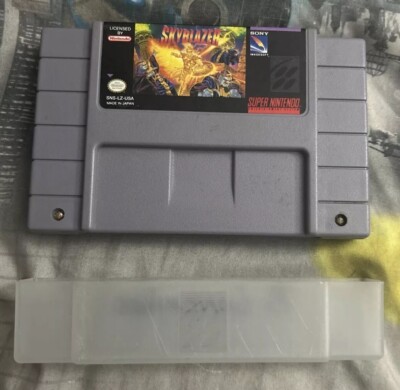 LICENSED
BY
Nintendo
SKYBLAZER
SONY
SNS-LZ-USA
MADE IN JAPAN
SUPER NINTENDO